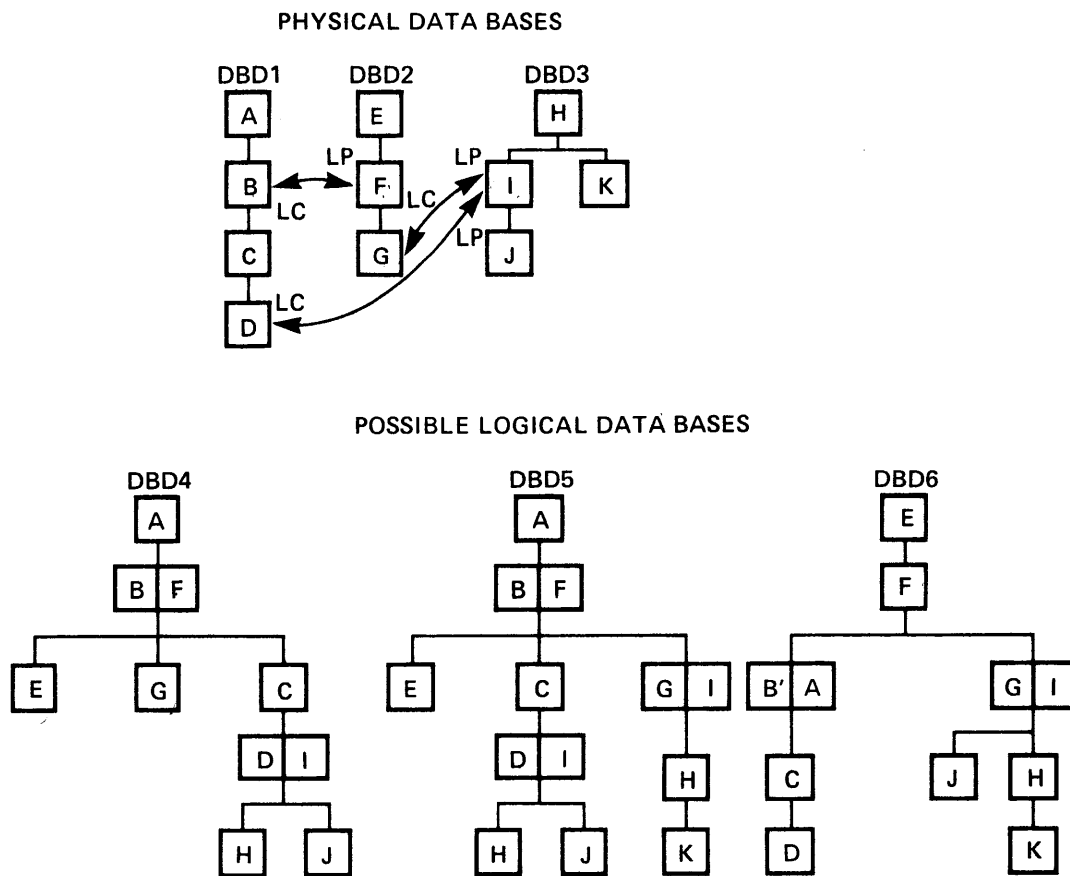 PHYSICAL DATA BASES
DBD1 DBD2 DBD3
A E H
LP LP
B F I K
LC LC
LP
C G J
LC
D
POSSIBLE LOGICAL DATA BASES
DBD4 DBD5 DBD6
A A E
B F B F F
E G C E C G I B' A G I
D I D I H C J H
H J H J K D K